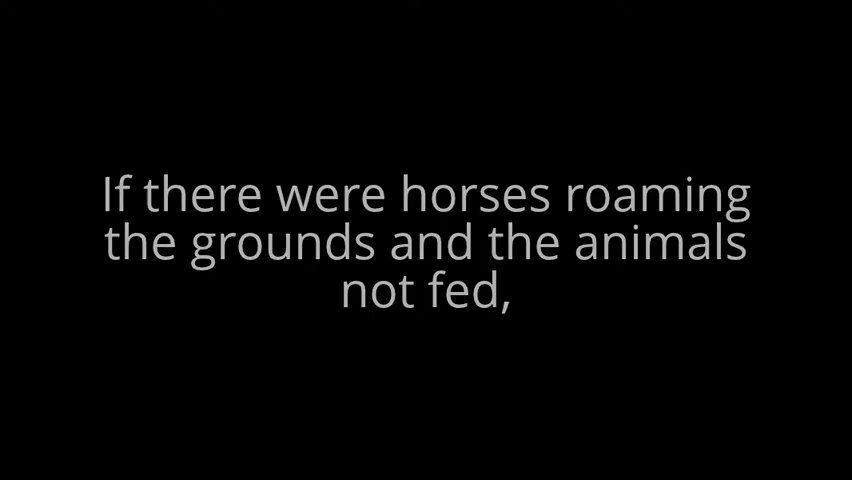 If there were horses roaming
the grounds and the animals
not fed,